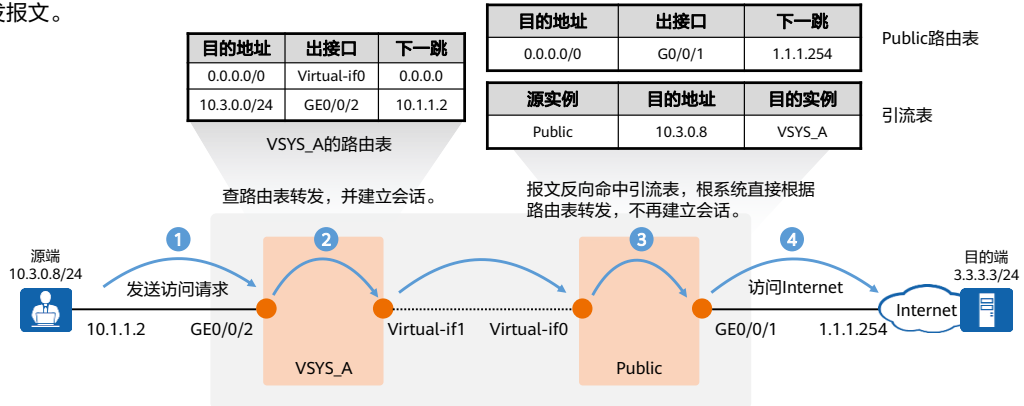 发报文。
目的地址 出接口 下一跳
0.0.0.0/0 Virtual-if0 0.0.0.0
10.3.0.0/24 GE0/0/2 10.1.1.2
VSYS_A的路由表
目的地址 出接口 下一跳
0.0.0.0/0 G0/0/1 1.1.1.254
Public路由表
源实例 目的地址 目的实例
Public 10.3.0.8 VSYS_A
引流表
查路由表转发，并建立会话。
报文反向命中引流表，根系统直接根据
路由表转发，不再建立会话。
1
2
3
4
源端
10.3.0.8/24
发送访问请求
访问Internet
目的端
3.3.3.3/24
Internet
10.1.1.2
GE0/0/2
Virtual-if1
Virtual-if0
GE0/0/1
1.1.1.254
VSYS_A
Public